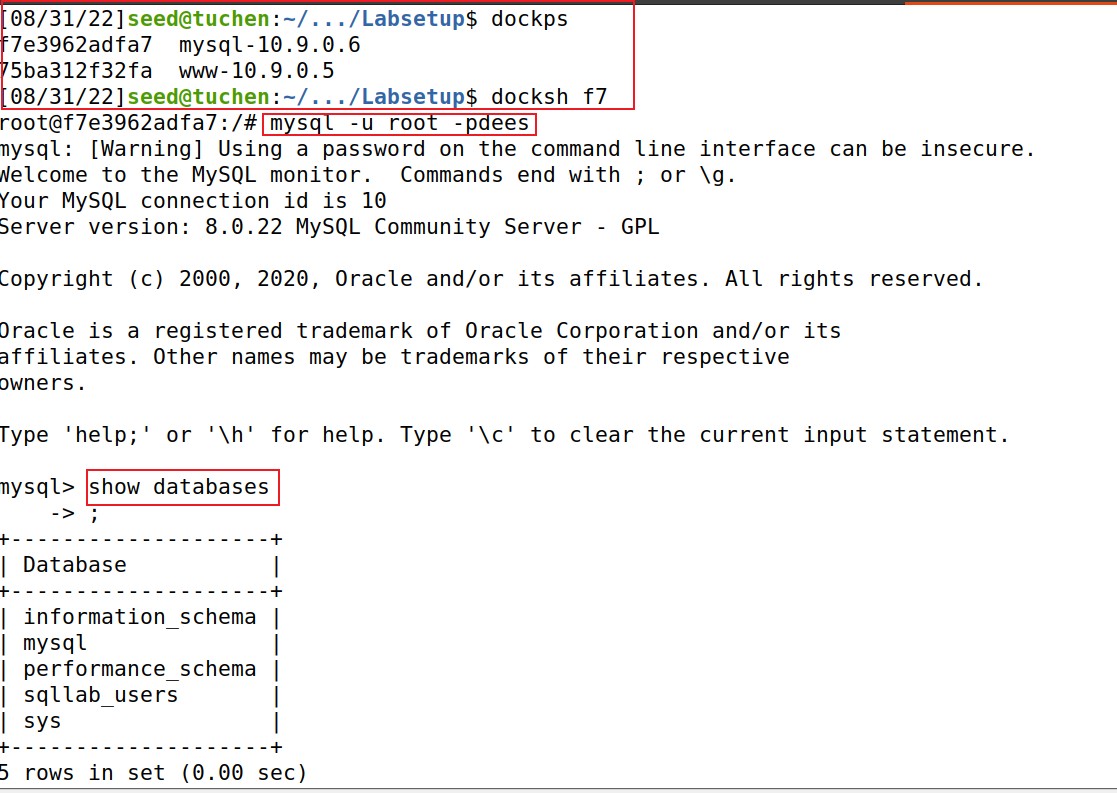 [08/31/22]seed@tuchen:~/.../Labsetup$ dockps
f7e3962adfa7  mysql-10.9.0.6
75ba312f32fa  www-10.9.0.5
[08/31/22]seed@tuchen:~/.../Labsetup$ docksh f7
root@f7e3962adfa7:/# mysql -u root -pdees
mysql: [Warning] Using a password on the command line interface can be insecure.
Welcome to the MySQL monitor.  Commands end with ; or \g.
Your MySQL connection id is 10
Server version: 8.0.22 MySQL Community Server - GPL

Copyright (c) 2000, 2020, Oracle and/or its affiliates. All rights reserved.

Oracle is a registered trademark of Oracle Corporation and/or its
affiliates. Other names may be trademarks of their respective
owners.

Type 'help;' or '\h' for help. Type '\c' to clear the current input statement.

mysql> show databases
    -> ;
+--------------------+
| Database           |
+--------------------+
| information_schema |
| mysql              |
| performance_schema |
| sqllab_users       |
| sys                |
+--------------------+
5 rows in set (0.00 sec)